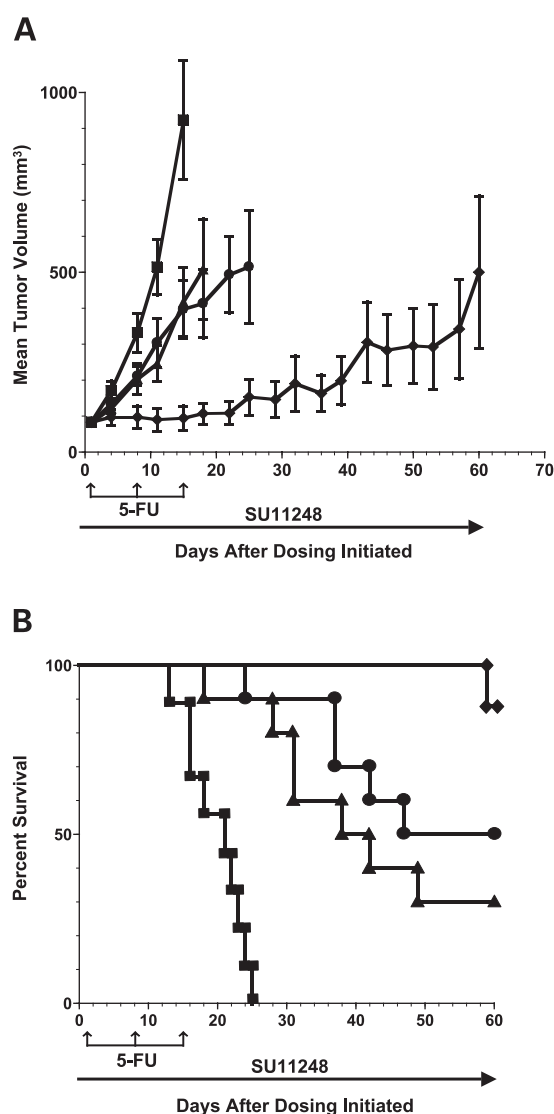 A
Mean Tumor Volume (mm³)
1000
500
0
0 10 20 30 40 50 60 70
5-FU
SU11248
Days After Dosing Initiated
B
Percent Survival
100
50
0
0 10 20 30 40 50 60
5-FU
SU11248
Days After Dosing Initiated